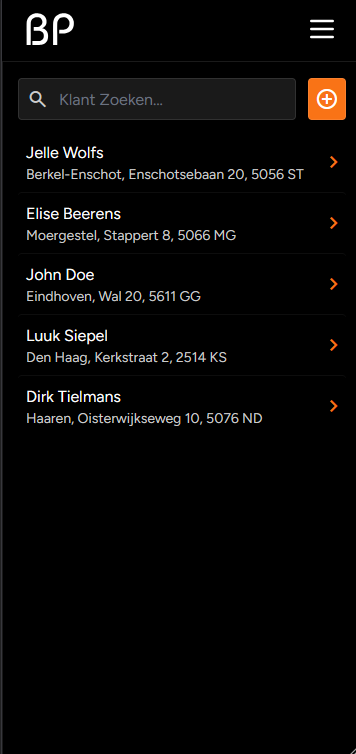 BP
Klant Zoeken...
Jelle Wolfs
Berkel-Enschot, Enschotsebaan 20, 5056 ST
Elise Beerens
Moergestel, Stappert 8, 5066 MG
John Doe
Eindhoven, Wal 20, 5611 GG
Luuk Siepel
Den Haag, Kerkstraat 2, 2514 KS
Dirk Tielmans
Haaren, Oisterwijkseweg 10, 5076 ND